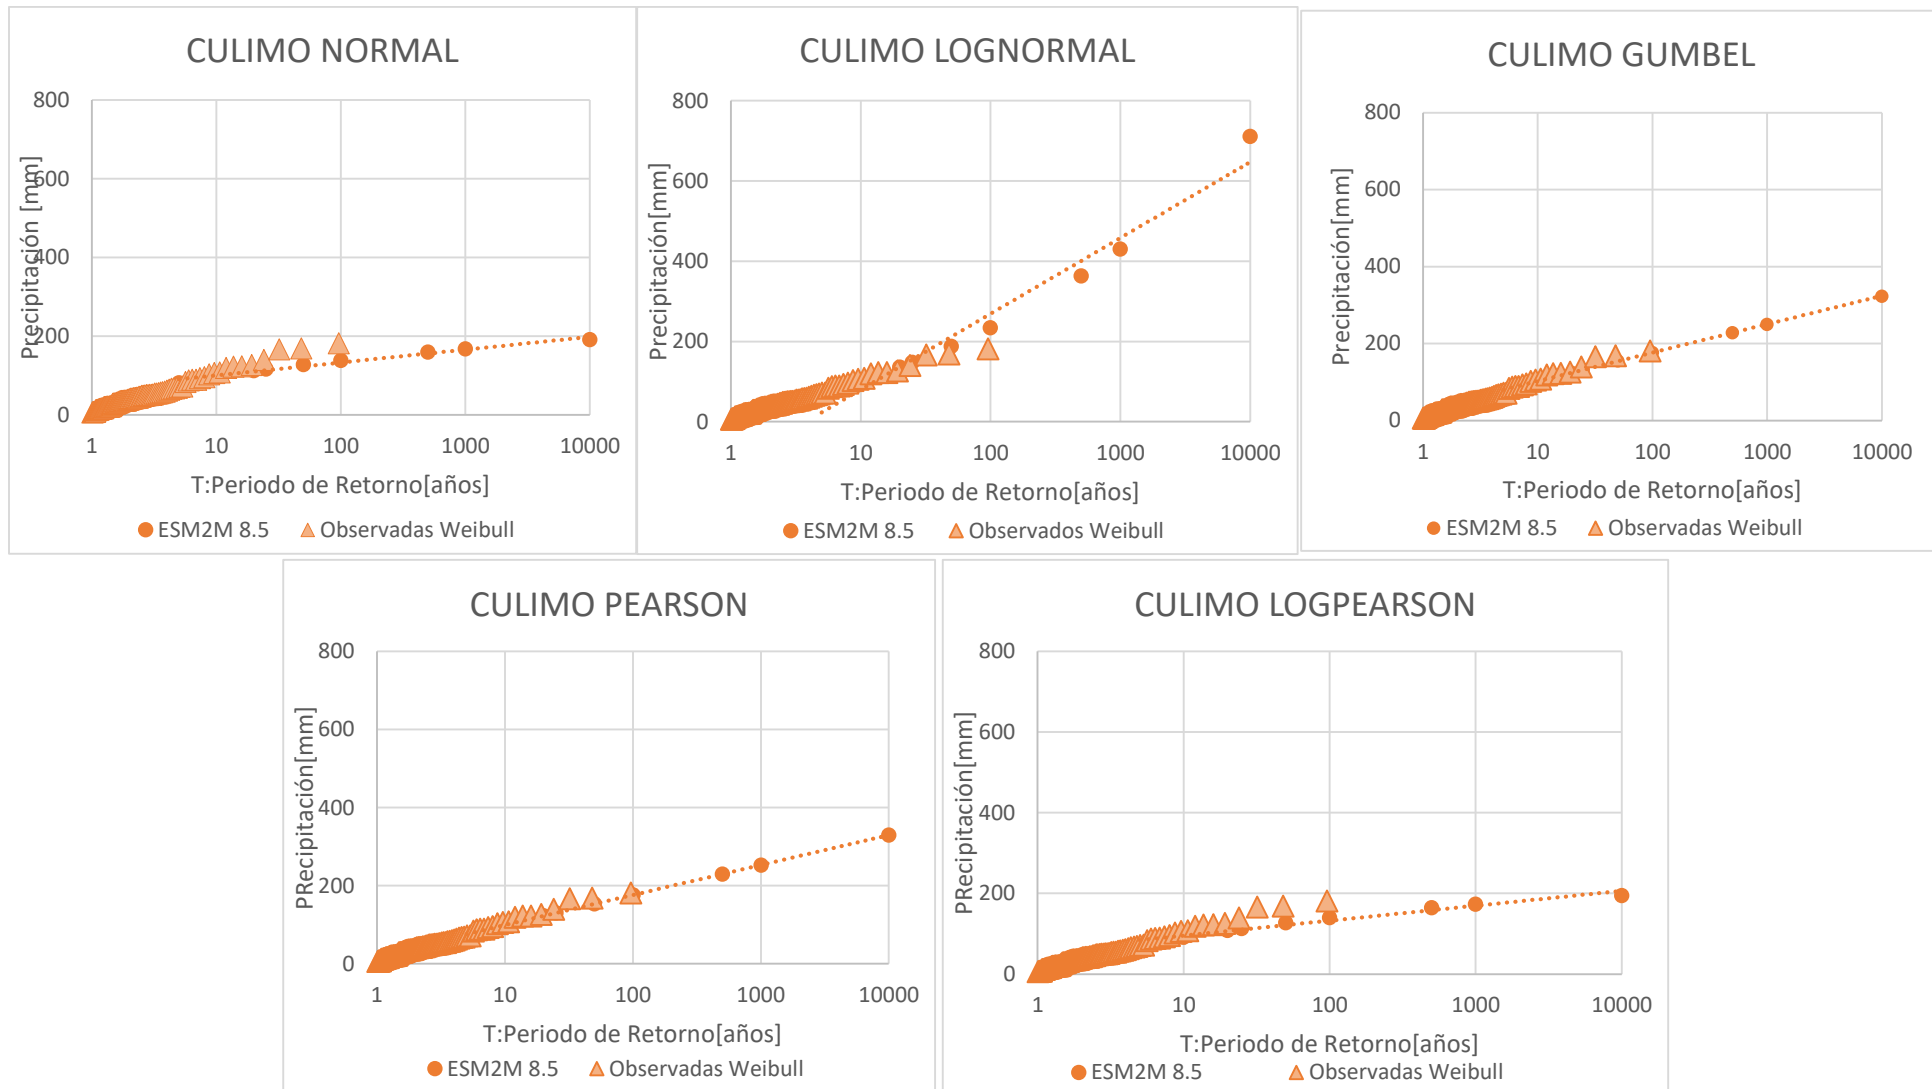 CULIMO NORMAL
800
600
400
200
0
1 10 100 1000 10000
Precipitación [mm]
T:Periodo de Retorno[años]
ESM2M 8.5 Observadas Weibull
CULIMO LOGNORMAL
800
600
400
200
0
1 10 100 1000 10000
Precipitación[mm]
T:Periodo de Retorno[años]
ESM2M 8.5 Observados Weibull
CULIMO GUMBEL
800
600
400
200
0
1 10 100 1000 10000
Precipitación[mm]
T:Periodo de Retorno[años]
ESM2M 8.5 Observadas Weibull
CULIMO PEARSON
800
600
400
200
0
1 10 100 1000 10000
PRecipitación[mm]
T:Periodo de Retorno[años]
ESM2M 8.5 Observadas Weibull
CULIMO LOGPEARSON
800
600
400
200
0
1 10 100 1000 10000
PRecipitación[mm]
T:Periodo de Retorno[años]
ESM2M 8.5 Observadas Weibull